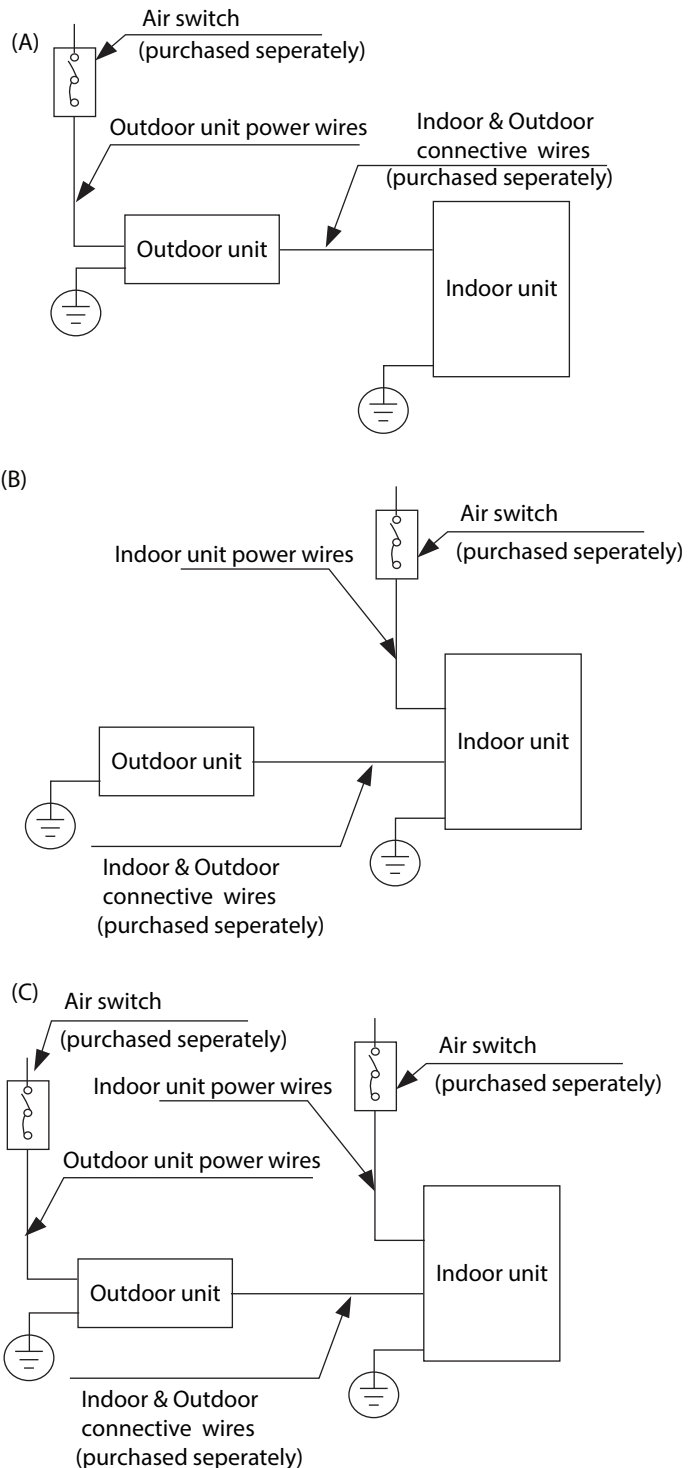 (A)
Air switch
(purchased seperately)
Outdoor unit power wires
Indoor & Outdoor
connective wires
(purchased seperately)
Outdoor unit
Indoor unit
(B)
Air switch
(purchased seperately)
Indoor unit power wires
Outdoor unit
Indoor unit
Indoor & Outdoor
connective wires
(purchased seperately)
(C)
Air switch
(purchased seperately)
Air switch
(purchased seperately)
Indoor unit power wires
Outdoor unit power wires
Outdoor unit
Indoor unit
Indoor & Outdoor
connective wires
(purchased seperately)